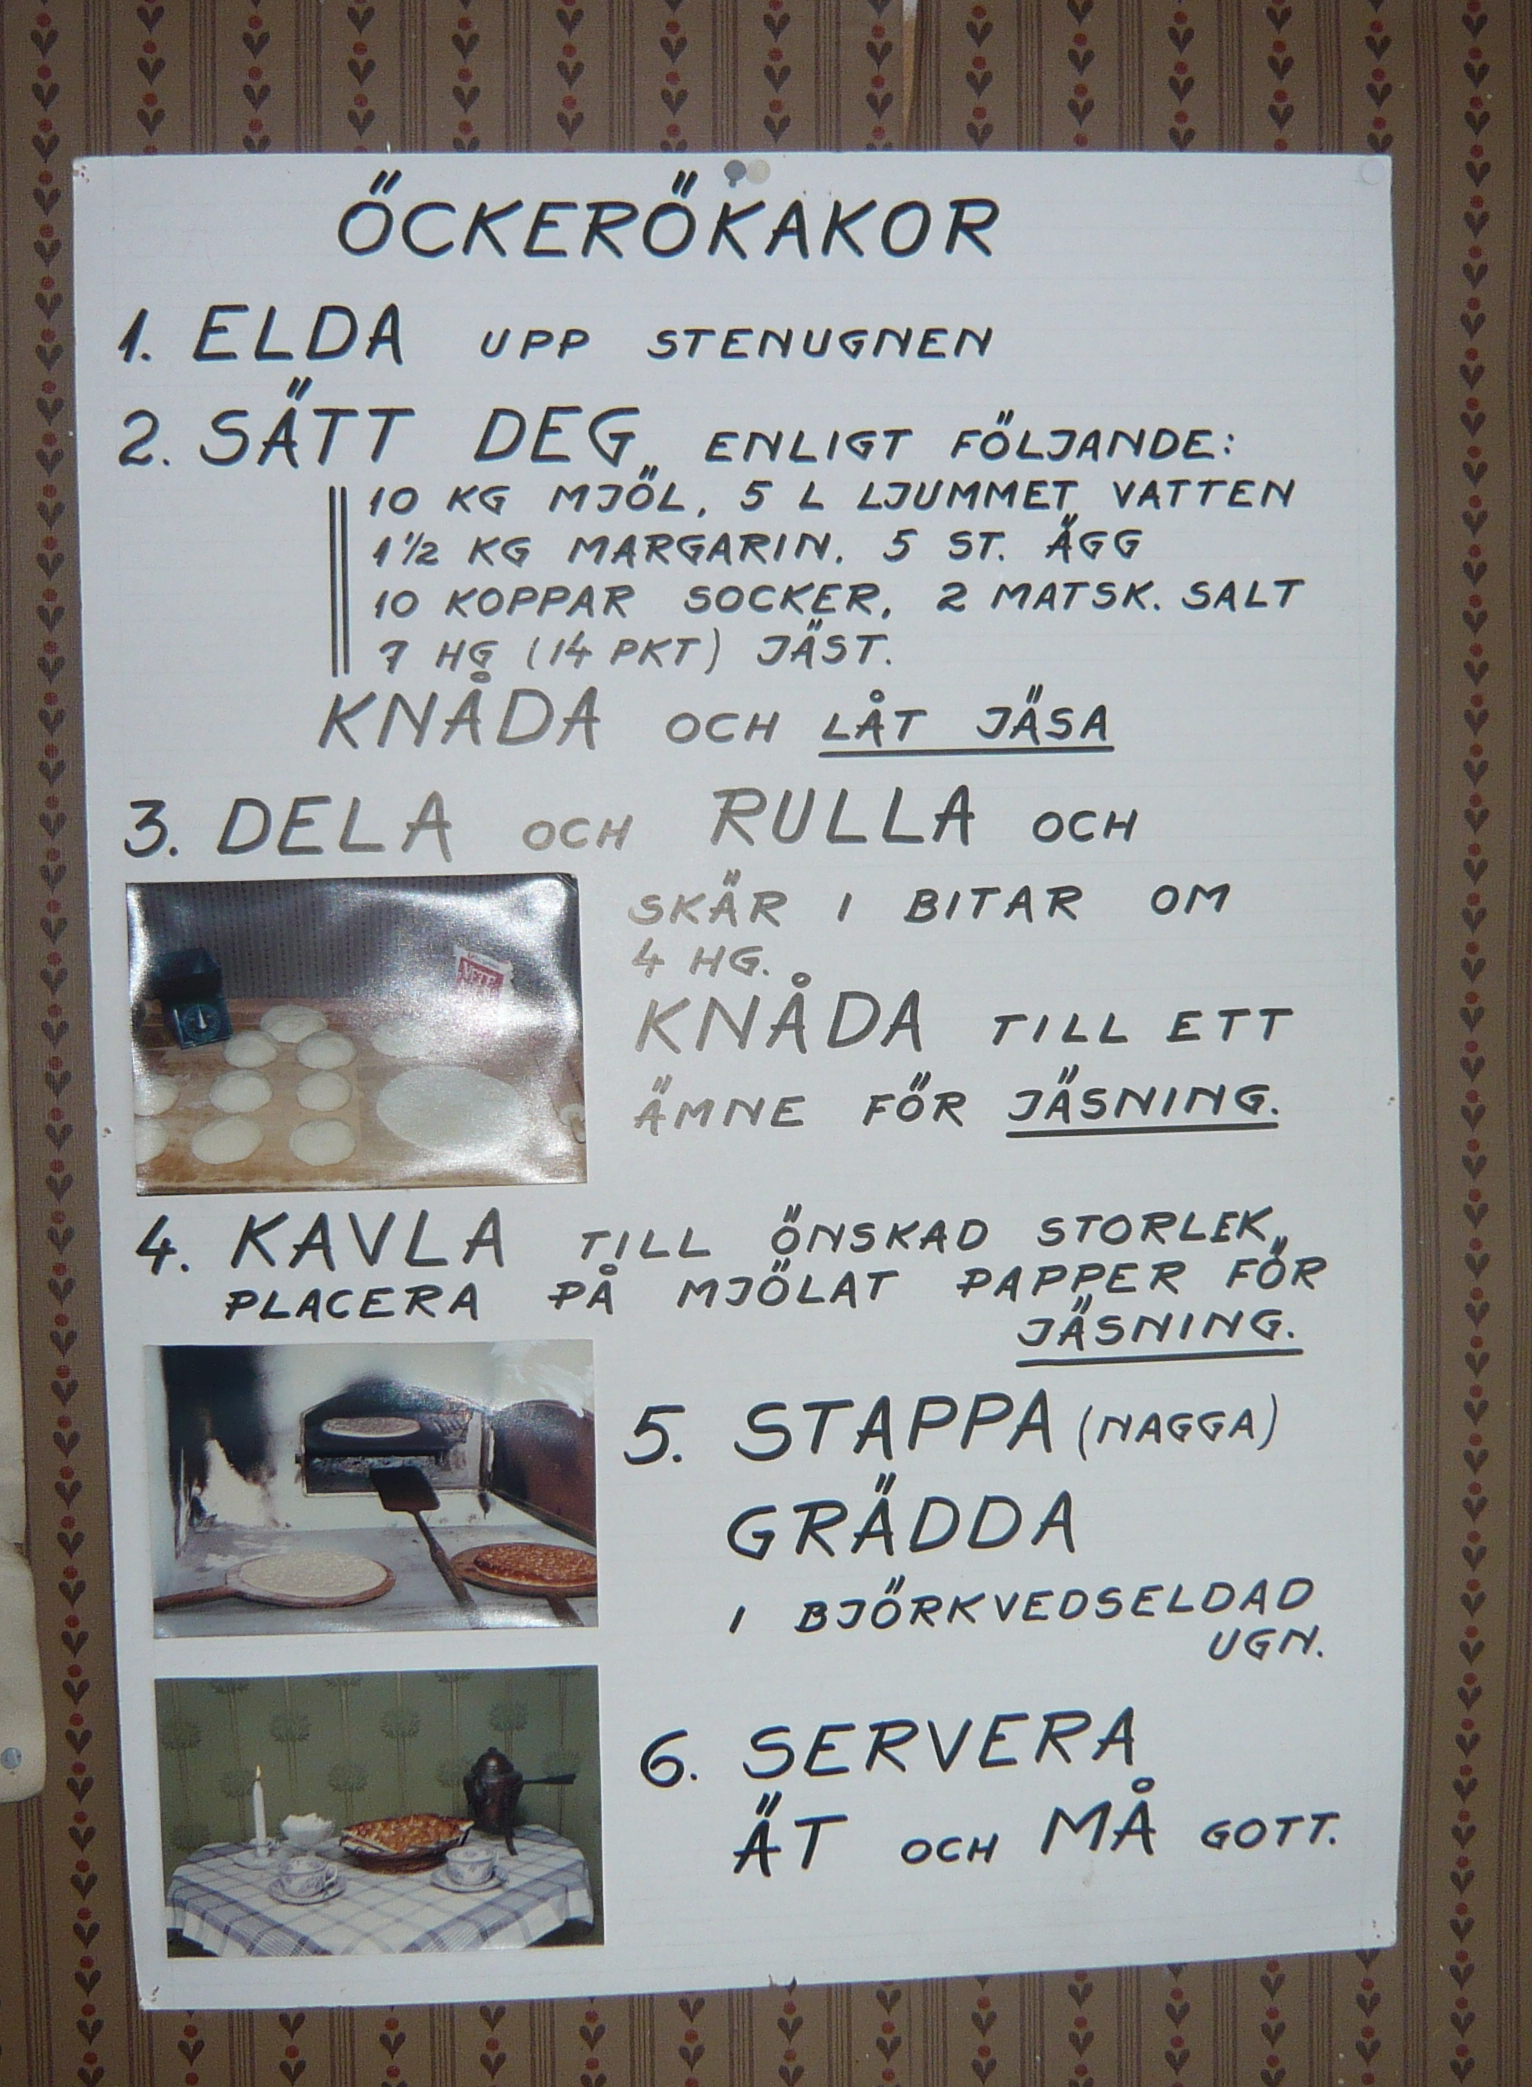 ÖCKERÖKAKOR
1. ELDA UPP STENUGNEN
2. SÄTT DEG ENLIGT FÖLJANDE:
10 KG MJÖL, 5 L LJUMMET VATTEN
1 1/2 KG MARGARIN. 5 ST. ÄGG
10 KOPPAR SOCKER, 2 MATSK. SALT
7 HG (14 PKT) JÄST.
KNÅDA OCH LÅT JÄSA
3. DELA OCH RULLA OCH
SKÄR I BITAR OM
4 HG.
KNÅDA TILL ETT
ÄMNE FÖR JÄSNING.
4. KAVLA TILL ÖNSKAD STORLEK,
PLACERA PÅ MJÖLAT PAPPER FÖR
JÄSNING.
5. STAPPA (NAGGA)
GRÄDDA
I BJÖRKVEDSELDAD
UGN.
6. SERVERA
ÄT OCH MÅ GOTT.